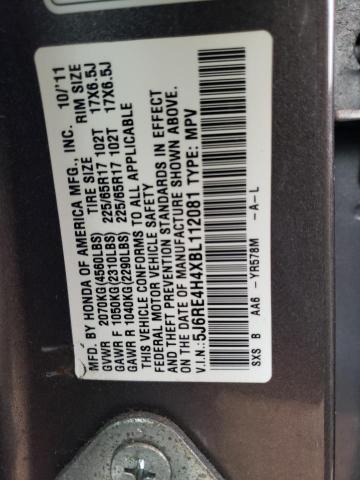 MFD. BY HONDA OF AMERICA MFG., INC. 10/'11
TIRE SIZE RIM SIZE
GVWR 2070KG(4560LBS)
GAWR F 1050KG(2310LBS) 225/65R17 102T 17X6.5J
GAWR R 1040KG(2290LBS) 225/65R17 102T 17X6.5J
THIS VEHICLE CONFORMS TO ALL APPLICABLE
FEDERAL MOTOR VEHICLE SAFETY
AND THEFT PREVENTION STANDARDS IN EFFECT
ON THE DATE OF MANUFACTURE SHOWN ABOVE.
V.I.N.: 5J6RE4H4XBL112081 TYPE: MPV
SXS B AA6 -YR578M -A-L